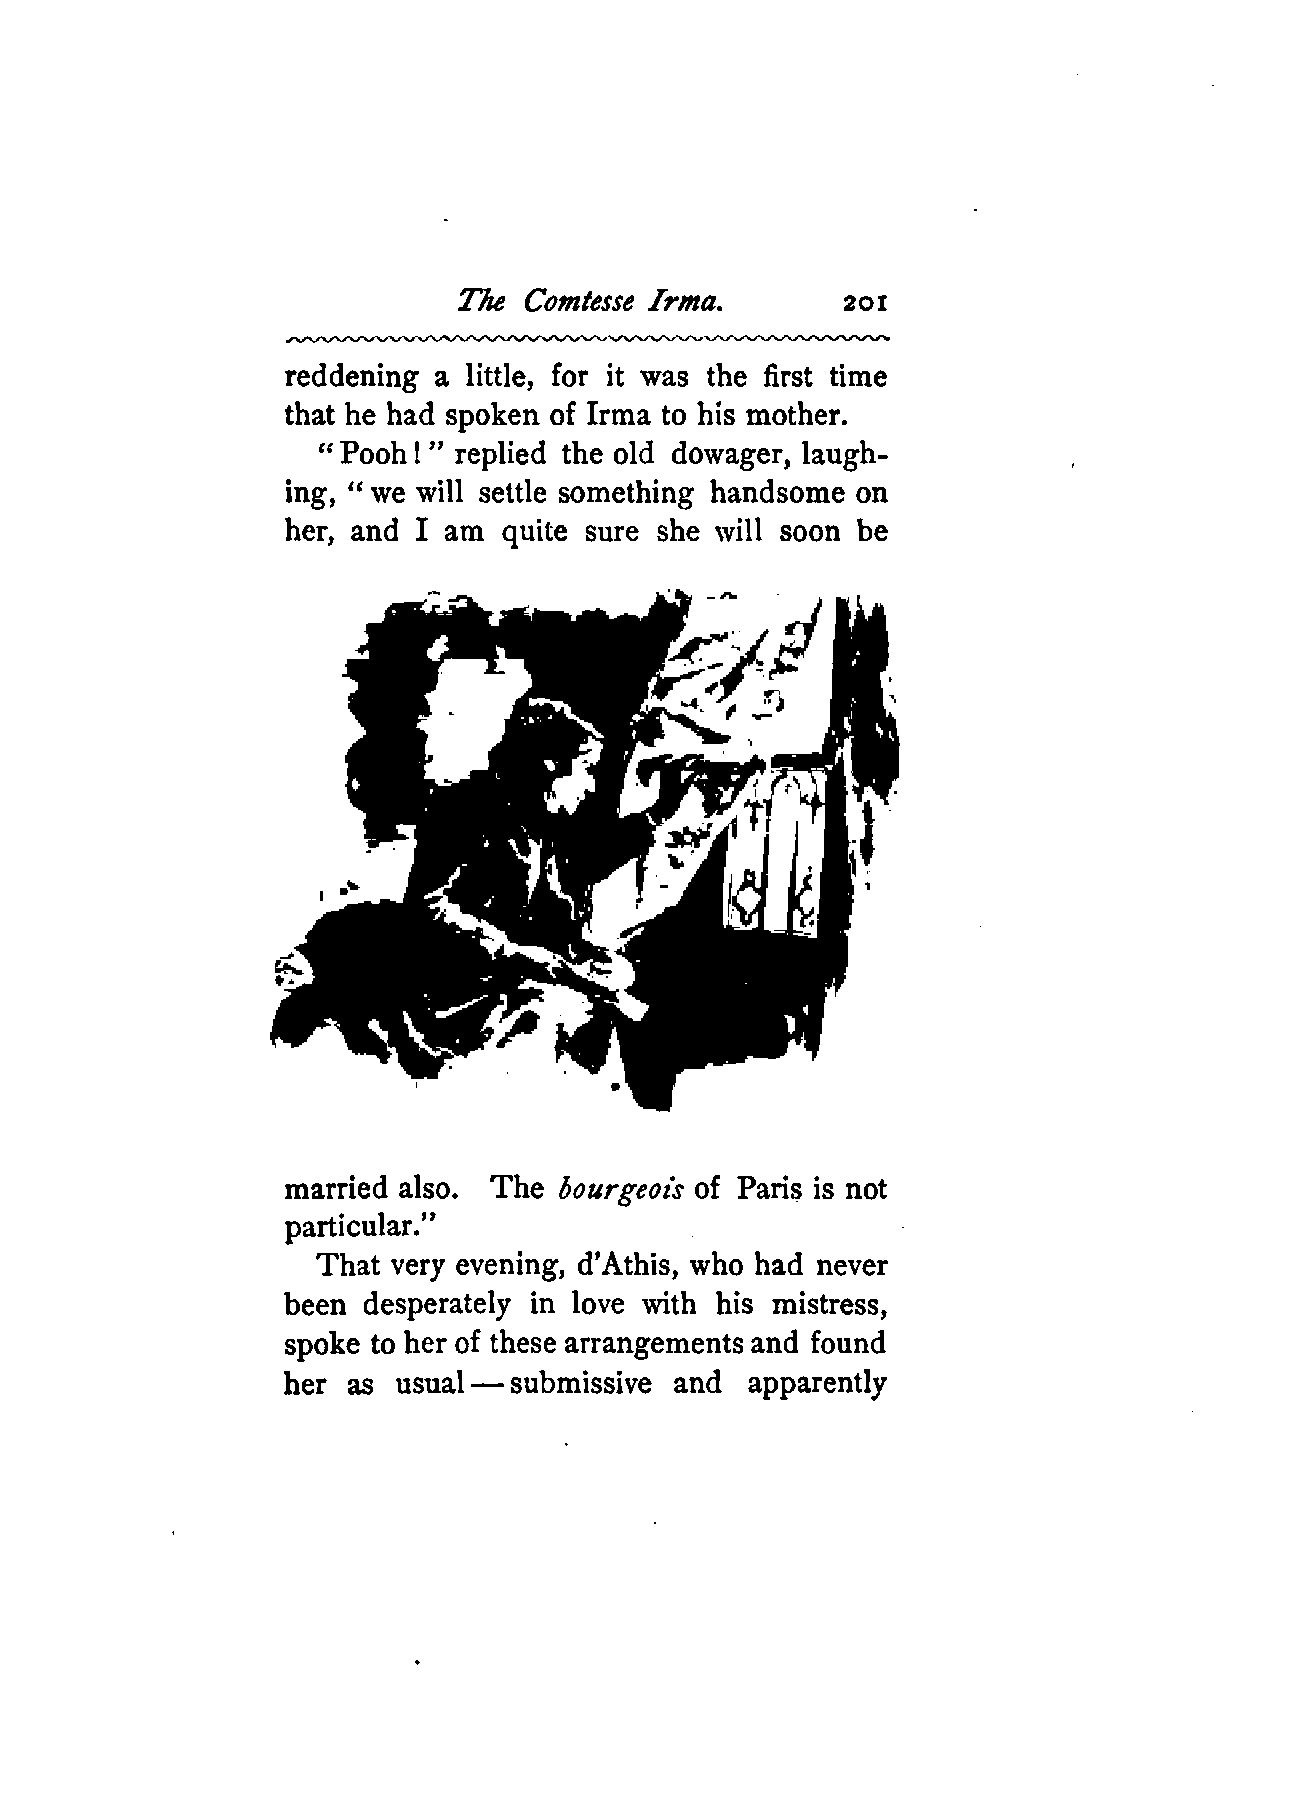 The Comtesse Irma. 201
reddening a little, for it was the first time
that he had spoken of Irma to his mother.
"Pooh!" replied the old dowager, laugh-
ing, "we will settle something handsome on
her, and I am quite sure she will soon be
married also. The bourgeois of Paris is not
particular."
That very evening, d'Athis, who had never
been desperately in love with his mistress,
spoke to her of these arrangements and found
her as usual — submissive and apparently